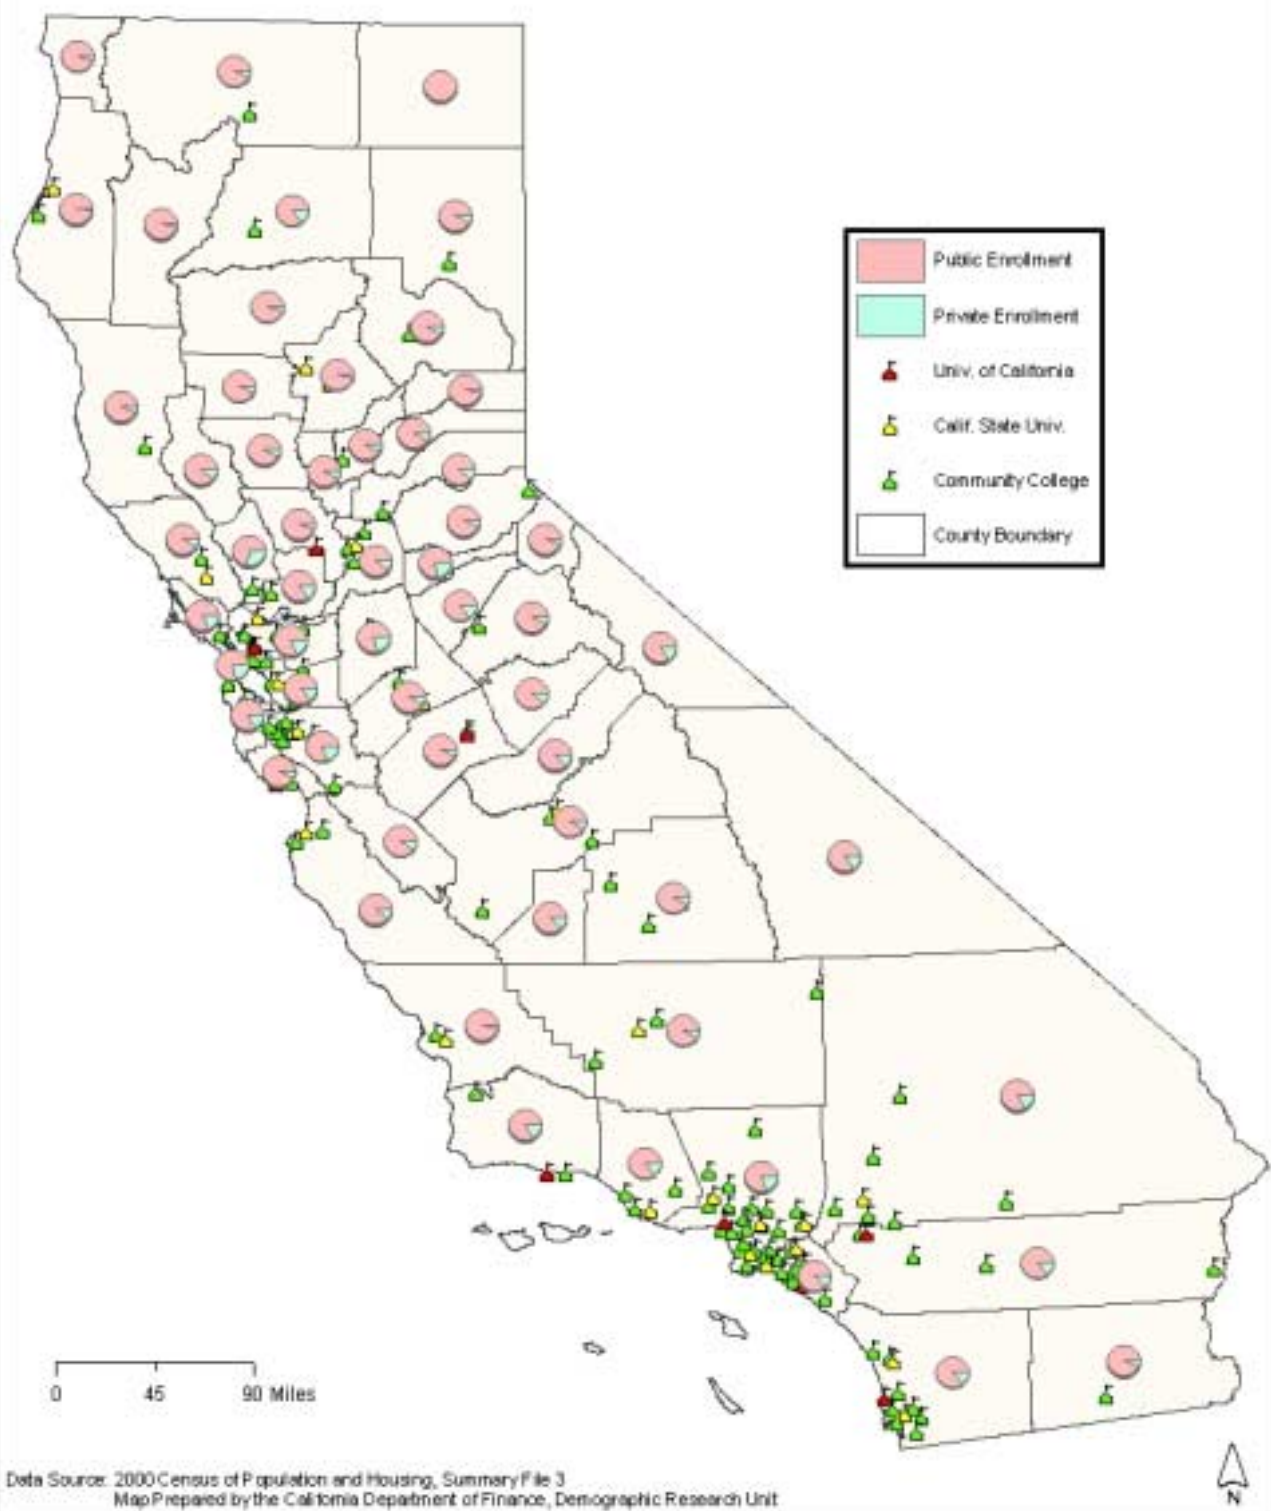 Public Enrollment
Private Enrollment
Univ. of California
Calif. State Univ.
Community College
County Boundary
0 45 90 Miles
N
Data Source: 2000 Census of Population and Housing, Summary File 3
Map Prepared by the California Department of Finance, Demographic Research Unit